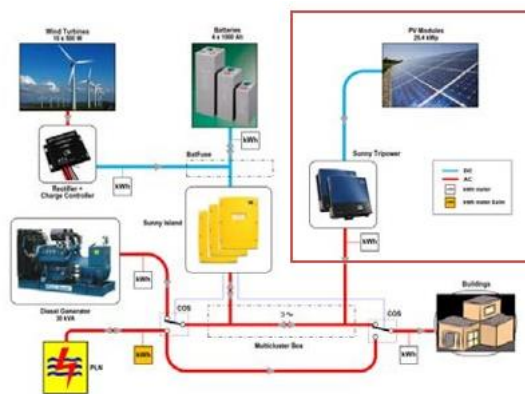 Wind Turbines
10 x 500 W
Batteries
4 x 1000 Ah
PV Modules
25,4 kWp
kWh
BatFuse
Rectifier +
Charge Controller
kWh
Sunny Tripower
DC
AC
kWh meter
kWh meter Exim
Sunny Island
kWh
kWh
Diesel Generator
30 kVA
COS
3~
COS
Buildings
Multicluster Box
kWh
kWh
PLN